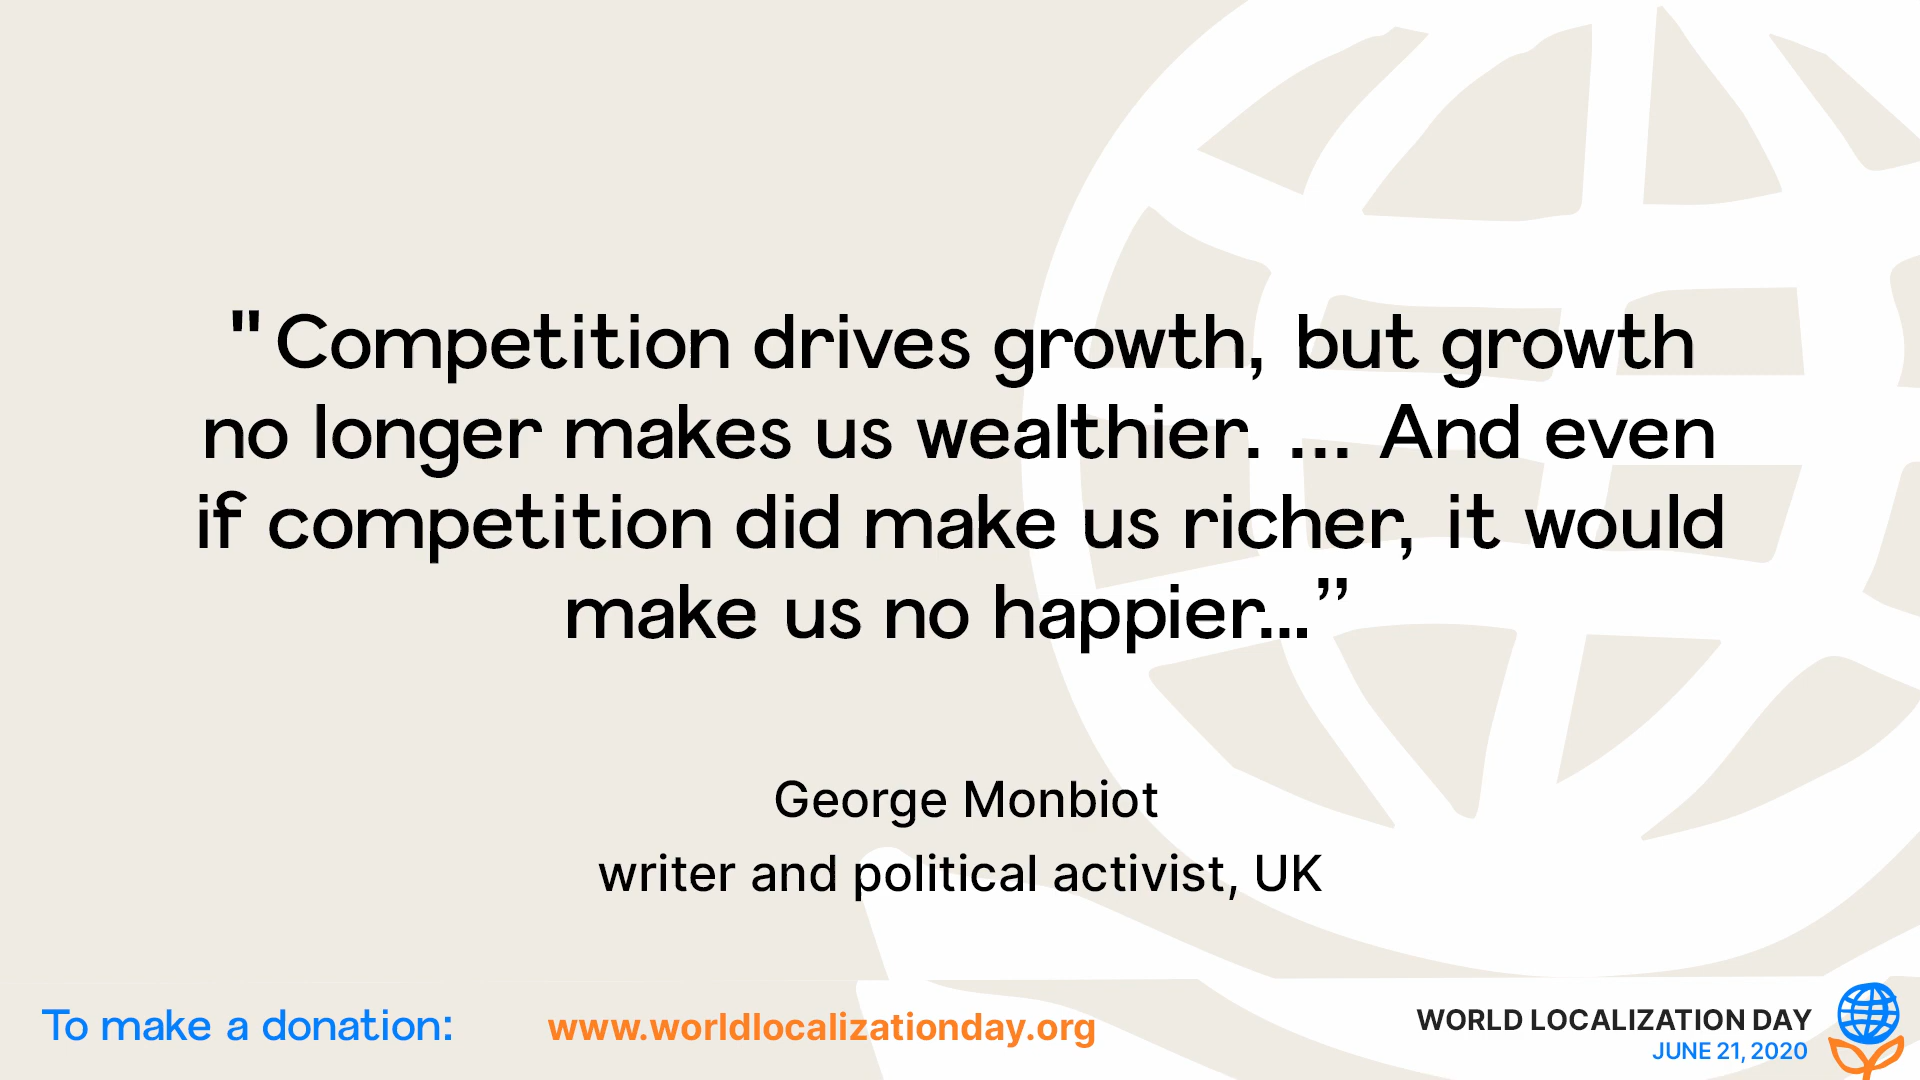 "Competition drives growth, but growth
no longer makes us wealthier. ... And even
if competition did make us richer, it would
make us no happier...”
George Monbiot
writer and political activist, UK
To make a donation: www.worldlocalizationday.org
WORLD LOCALIZATION DAY
JUNE 21, 2020